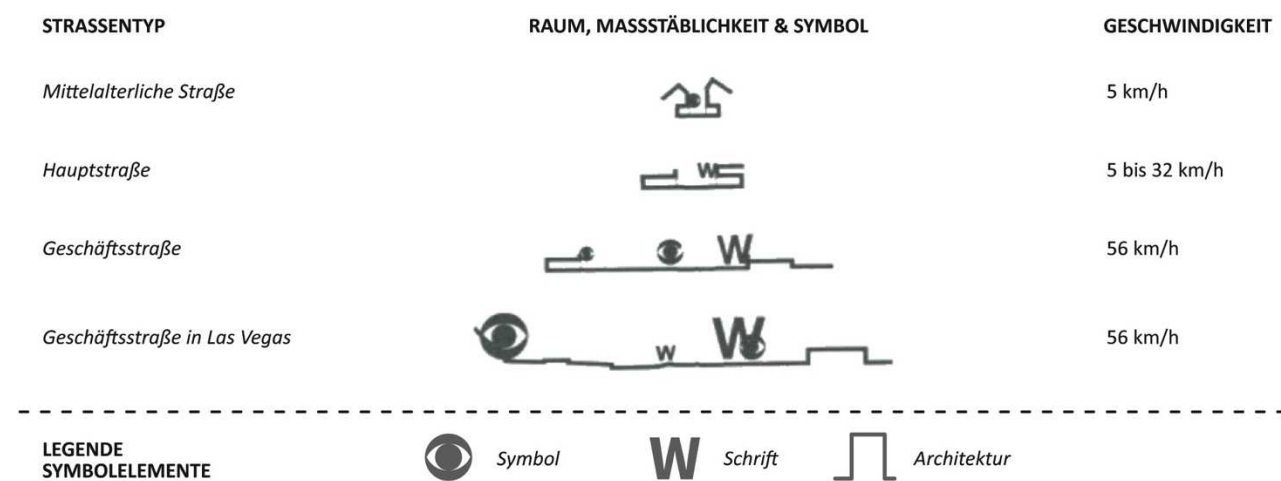 STRASSENTYP RAUM, MASSSTÄBLICHKEIT & SYMBOL GESCHWINDIGKEIT
Mittelalterliche Straße 5 km/h
Hauptstraße W 5 bis 32 km/h
Geschäftsstraße W 56 km/h
Geschäftsstraße in Las Vegas W W 56 km/h
LEGENDE
SYMBOLELEMENTE Symbol W Schrift Architektur